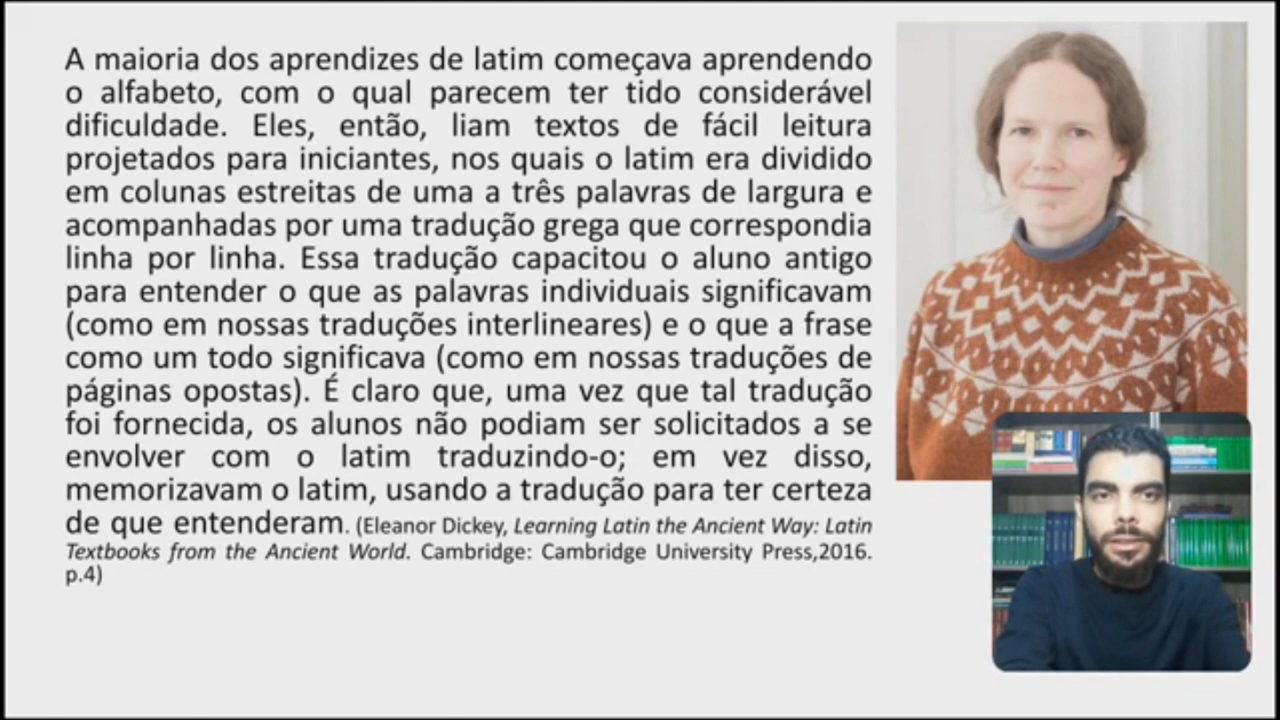 A maioria dos aprendizes de latim começava aprendendo
o alfabeto, com o qual parecem ter tido considerável
dificuldade. Eles, então, liam textos de fácil leitura
projetados para iniciantes, nos quais o latim era dividido
em colunas estreitas de uma a três palavras de largura e
acompanhadas por uma tradução grega que correspondia
linha por linha. Essa tradução capacitou o aluno antigo
para entender o que as palavras individuais significavam
(como em nossas traduções interlineares) e o que a frase
como um todo significava (como em nossas traduções de
páginas opostas). É claro que, uma vez que tal tradução
foi fornecida, os alunos não podiam ser solicitados a se
envolver com o latim traduzindo-o; em vez disso,
memorizavam o latim, usando a tradução para ter certeza
de que entenderam. (Eleanor Dickey, Learning Latin the Ancient Way: Latin
Textbooks from the Ancient World. Cambridge: Cambridge University Press,2016.
p.4)